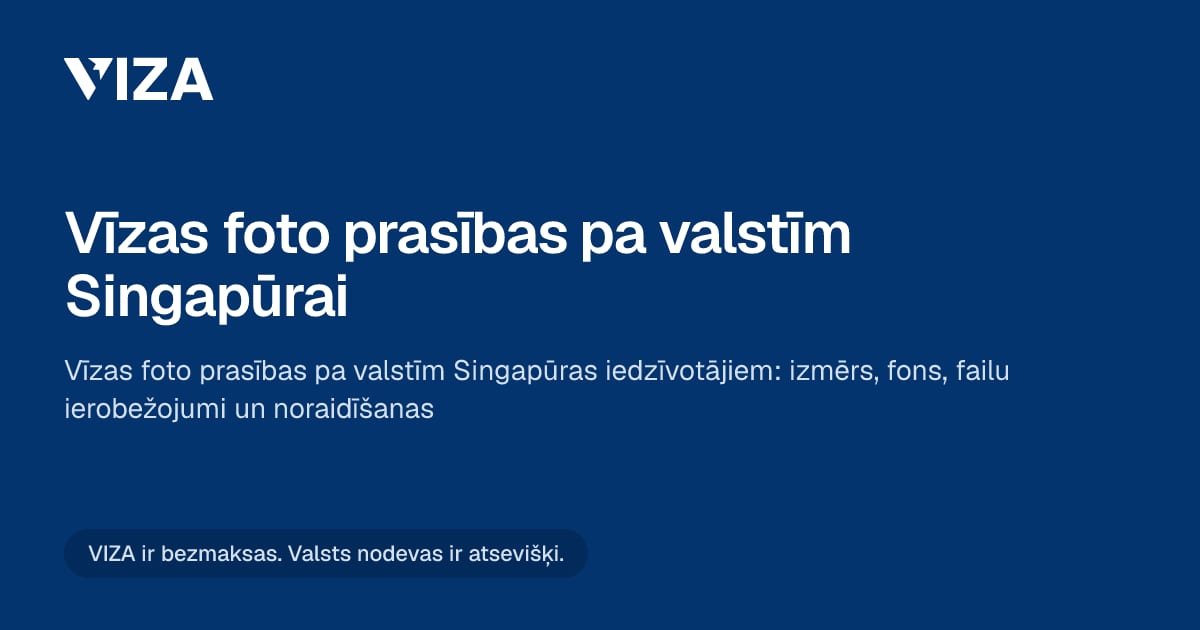 VIZA
Vīzas foto prasības pa valstīm
Singapūrai
Vīzas foto prasības pa valstīm Singapūras iedzīvotājiem: izmērs, fons, failu
ierobežojumi un noraidīšanas
VIZA ir bezmaksas. Valsts nodevas ir atsevišķi.